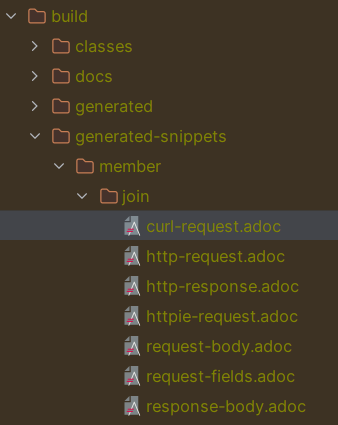 build
classes
docs
generated
generated-snippets
member
join
curl-request.adoc
http-request.adoc
http-response.adoc
httpie-request.adoc
request-body.adoc
request-fields.adoc
response-body.adoc